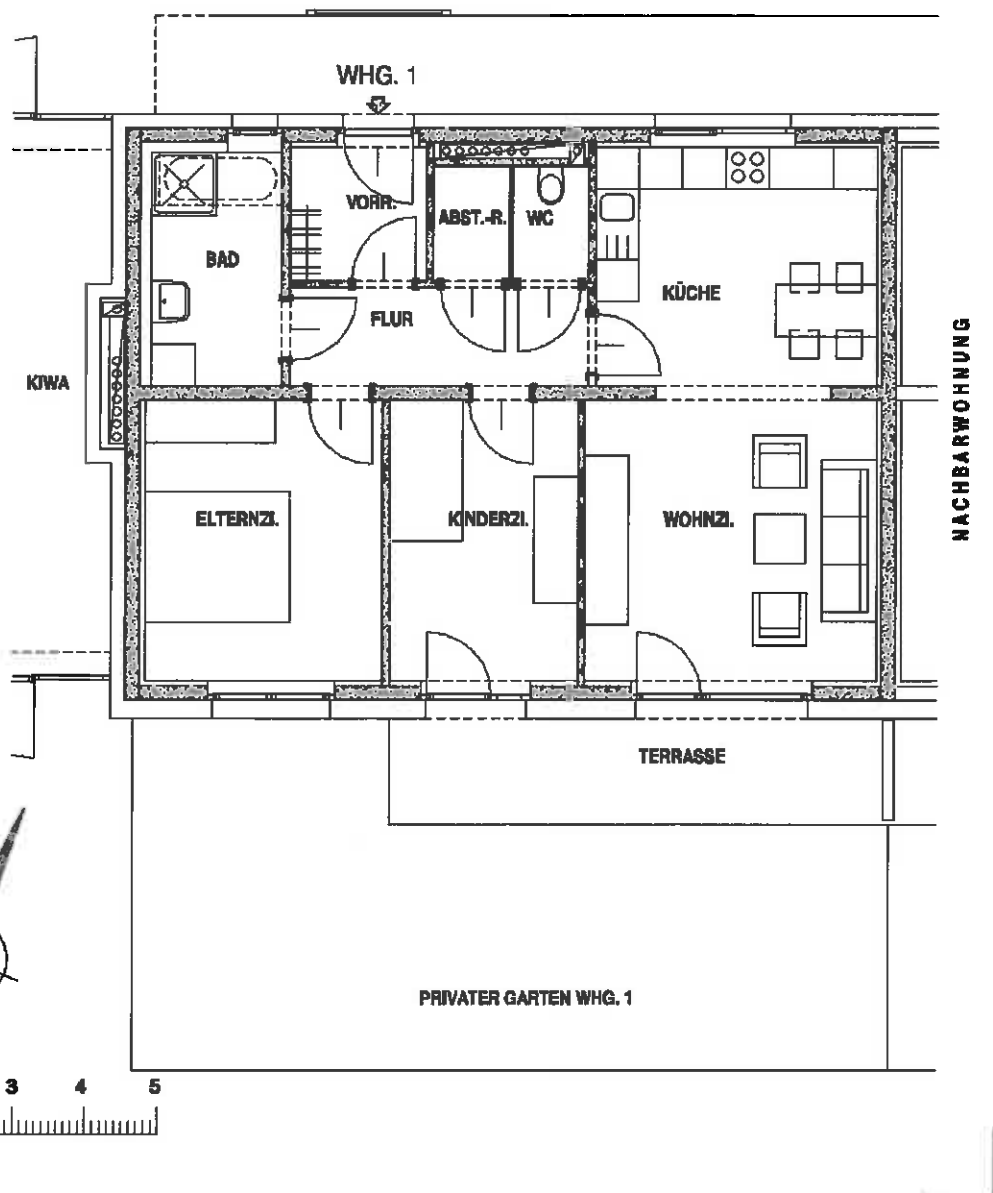 WHG. 1
VORR.
ABST.-R.
WC
BAD
KÜCHE
FLUR
KIWA
NACHBARWOHNUNG
ELTERNZI.
KINDERZI.
WOHNZI.
TERRASSE
PRIVATER GARTEN WHG. 1
3 4 5